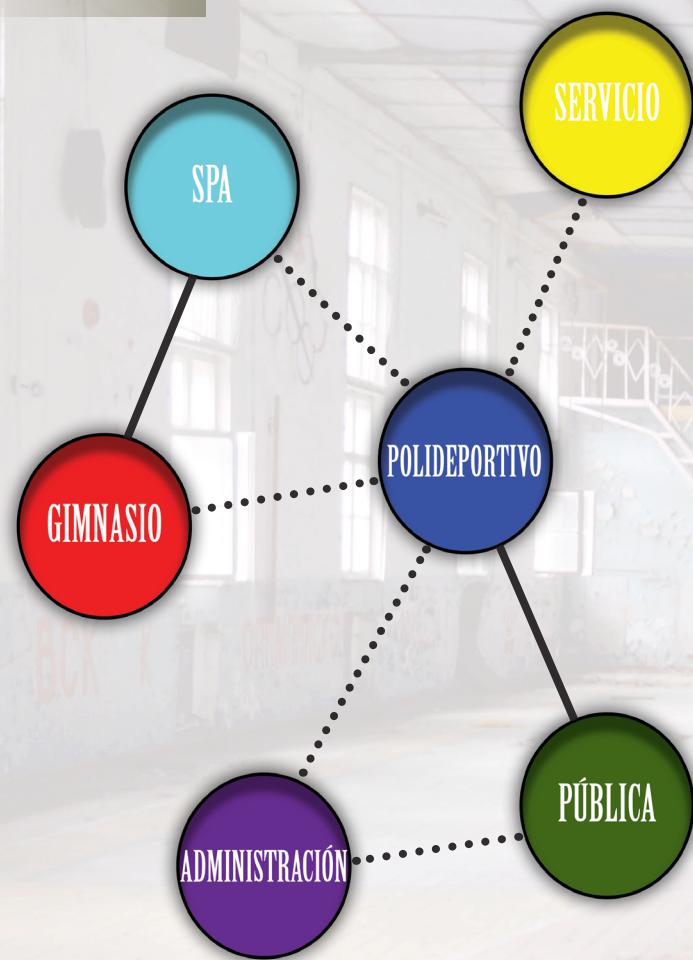 SERVICIO
SPA
POLIDEPORTIVO
GIMNASIO
PÚBLICA
ADMINISTRACIÓN